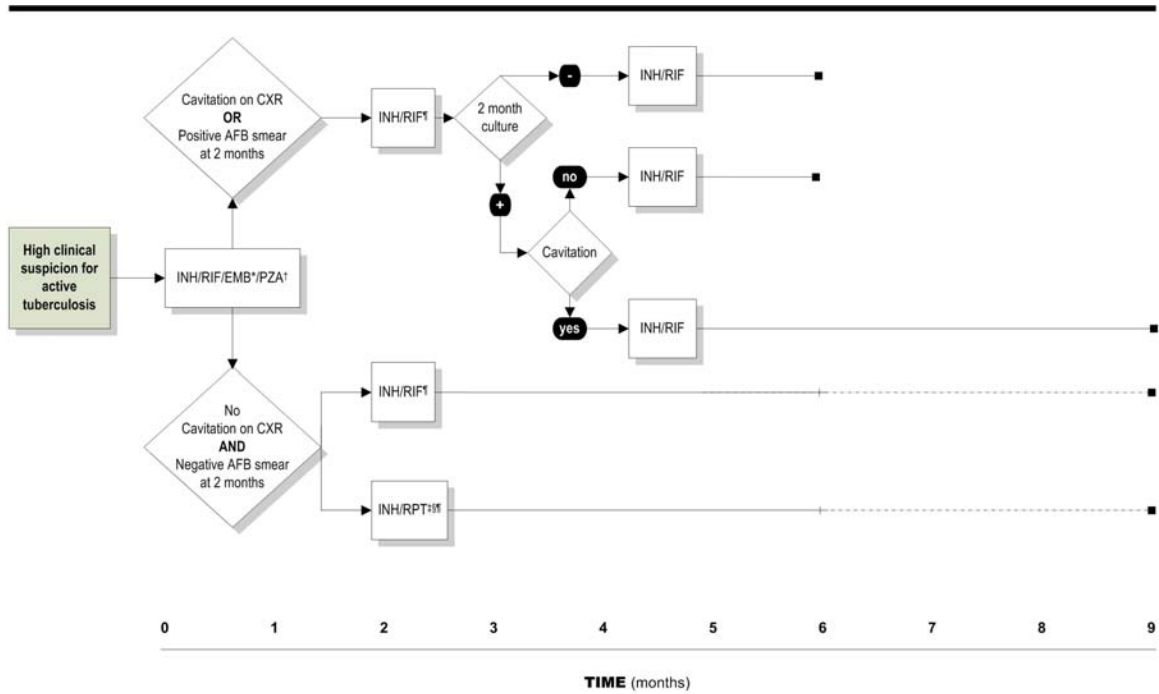 Cavitation on CXR
OR
Positive AFB smear
at 2 months
INH/RIF¶
2 month
culture
-
INH/RIF
+
no
INH/RIF
Cavitation
yes
INH/RIF
High clinical
suspicion for
active
tuberculosis
INH/RIF/EMB*/PZA†
No
Cavitation on CXR
AND
Negative AFB smear
at 2 months
INH/RIF¶
INH/RPT‡§¶
0 1 2 3 4 5 6 7 8 9
TIME (months)